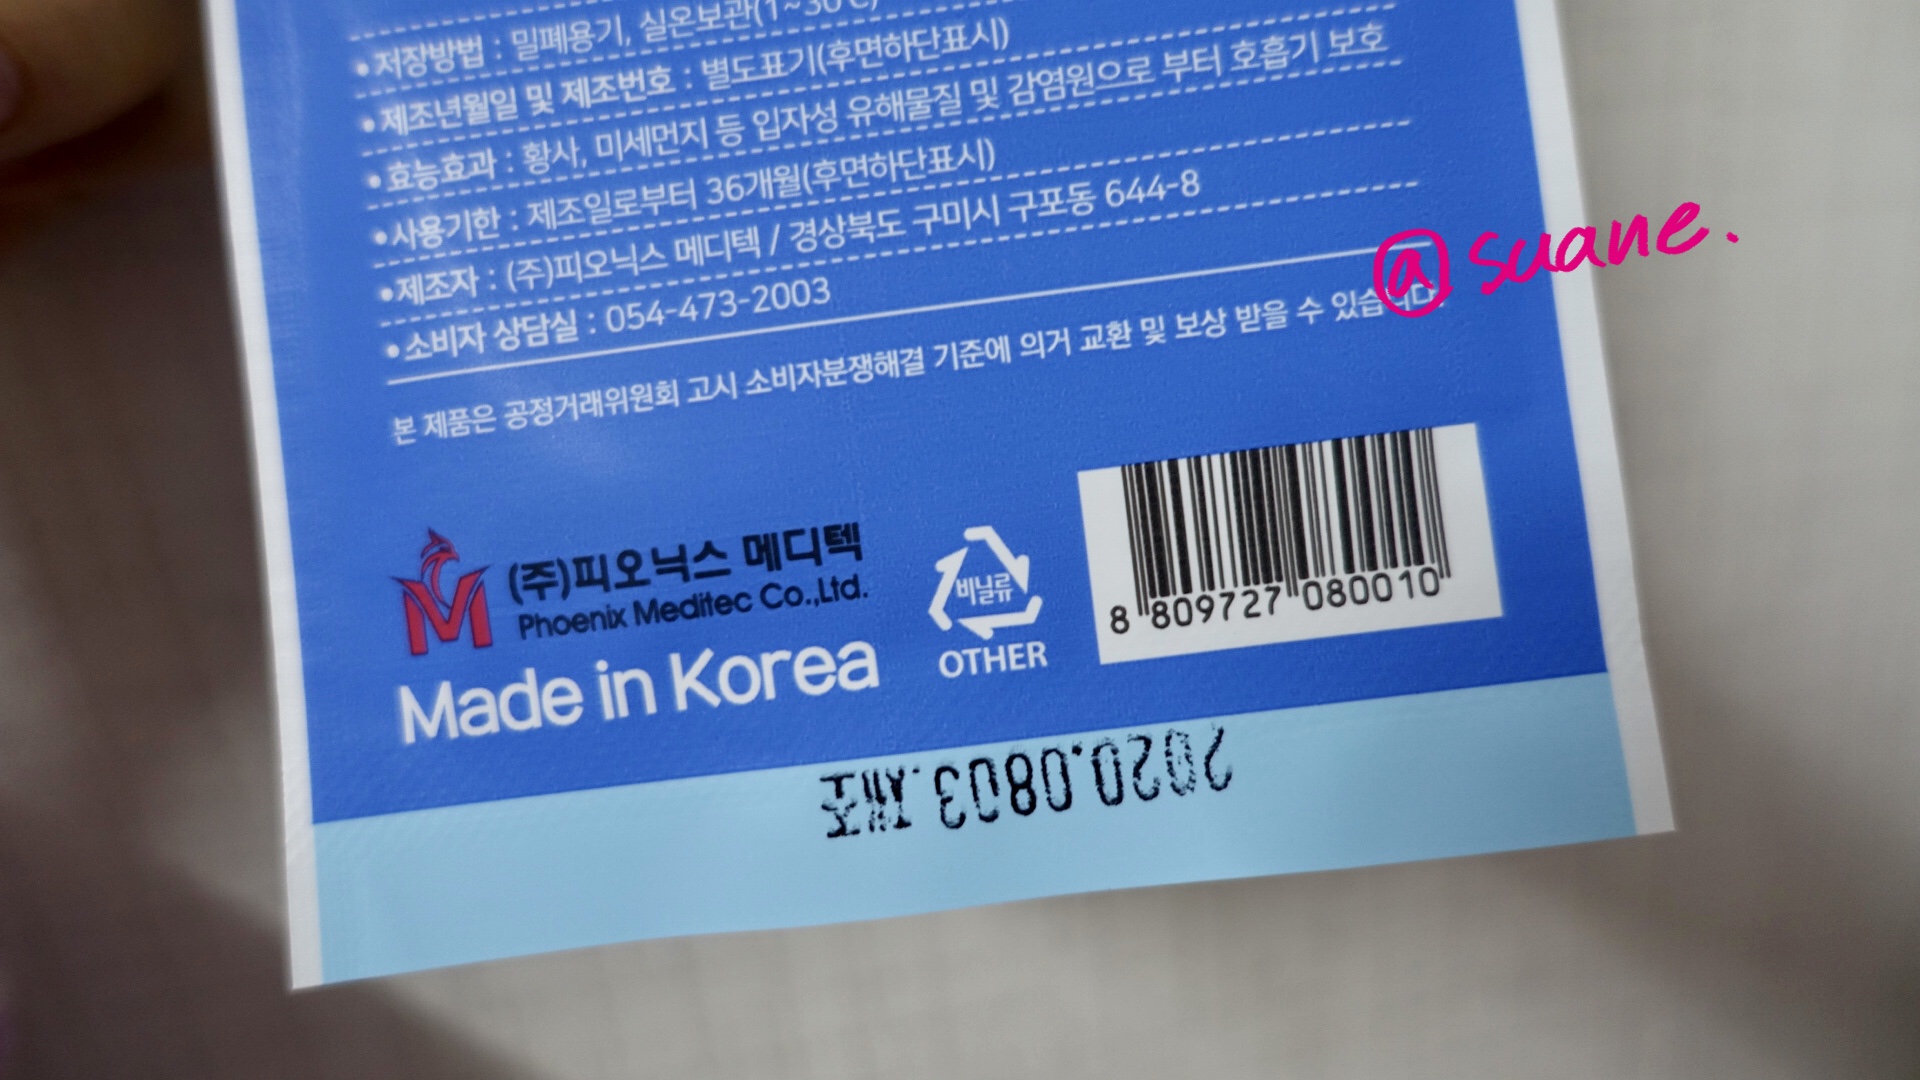 •저장방법 : 밀폐용기, 실온보관(1~30℃)
•제조년월일 및 제조번호 : 별도표기(후면하단표시)
•효능효과 : 황사, 미세먼지 등 입자성 유해물질 및 감염원으로 부터 호흡기 보호
•사용기한 : 제조일로부터 36개월(후면하단표시)
•제조자 : (주)피오닉스 메디텍 / 경상북도 구미시 구포동 644-8
•소비자 상담실 : 054-473-2003
@suane.
본 제품은 공정거래위원회 고시 소비자분쟁해결 기준에 의거 교환 및 보상 받을 수 있습니다.
(주)피오닉스 메디텍
Phoenix Meditec Co.,Ltd.
Made in Korea
비닐류
OTHER
8 809727 080010
2020.0803.제조